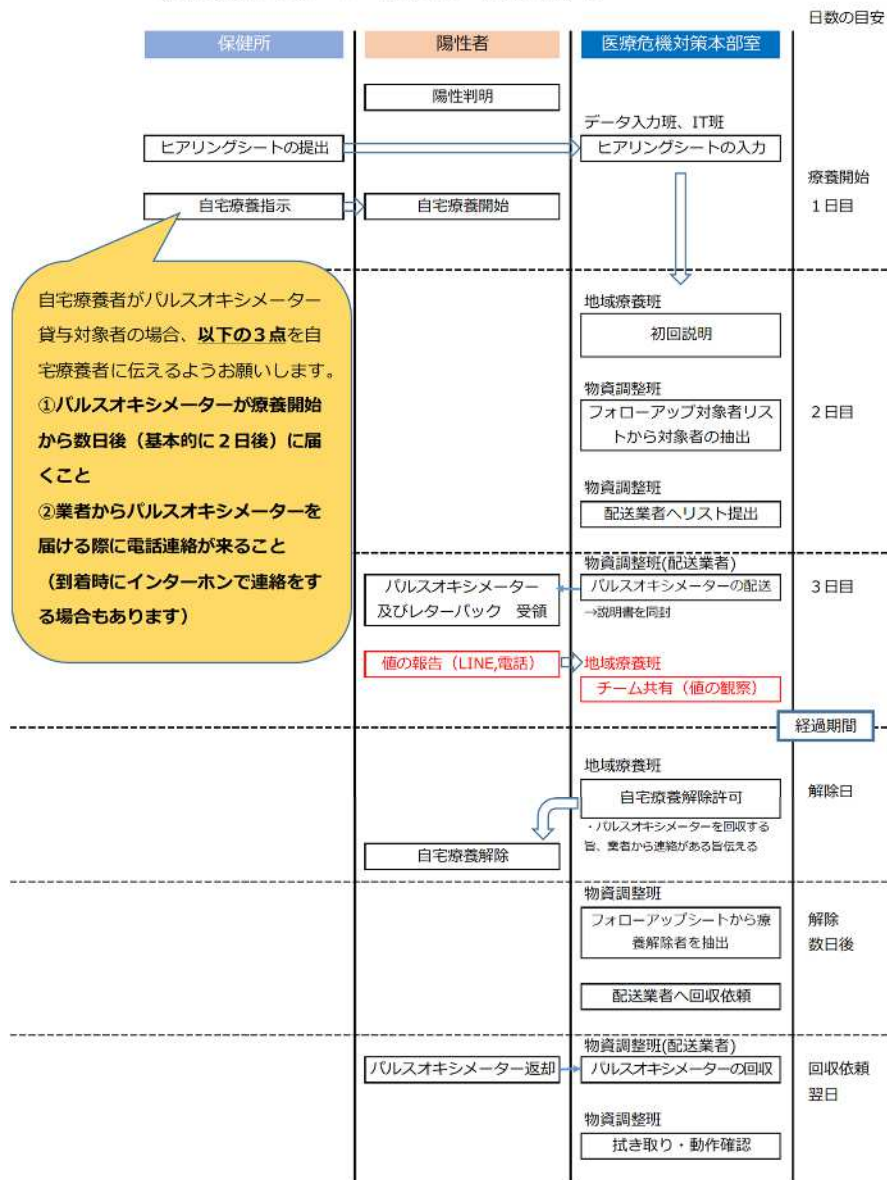 日数の目安
保健所
陽性者
医療危機対策本部室
陽性判明
データ入力班、IT班
ヒアリングシートの提出
ヒアリングシートの入力
療養開始
1日目
自宅療養指示
自宅療養開始
自宅療養者がパルスオキシメーター
貸与対象者の場合、以下の3点を自
宅療養者に伝えるようお願いします。
①パルスオキシメーターが療養開始
から数日後（基本的に2日後）に届
くこと
②業者からパルスオキシメーターを
届ける際に電話連絡が来ること
（到着時にインターホンで連絡をす
る場合もあります）
地域療養班
初回説明
物資調整班
フォローアップ対象者リス
トから対象者の抽出
2日目
物資調整班
配送業者へリスト提出
物資調整班(配送業者)
パルスオキシメーター
及びレターパック　受領
パルスオキシメーターの配送
→説明書を同封
3日目
値の報告（LINE,電話）
地域療養班
チーム共有（値の観察）
経過期間
地域療養班
自宅療養解除許可
解除日
・パルスオキシメーターを回収する
旨、業者から連絡がある旨伝える
自宅療養解除
物資調整班
フォローアップシートから療
養解除者を抽出
解除
数日後
配送業者へ回収依頼
物資調整班(配送業者)
パルスオキシメーター返却
パルスオキシメーターの回収
回収依頼
翌日
物資調整班
拭き取り・動作確認